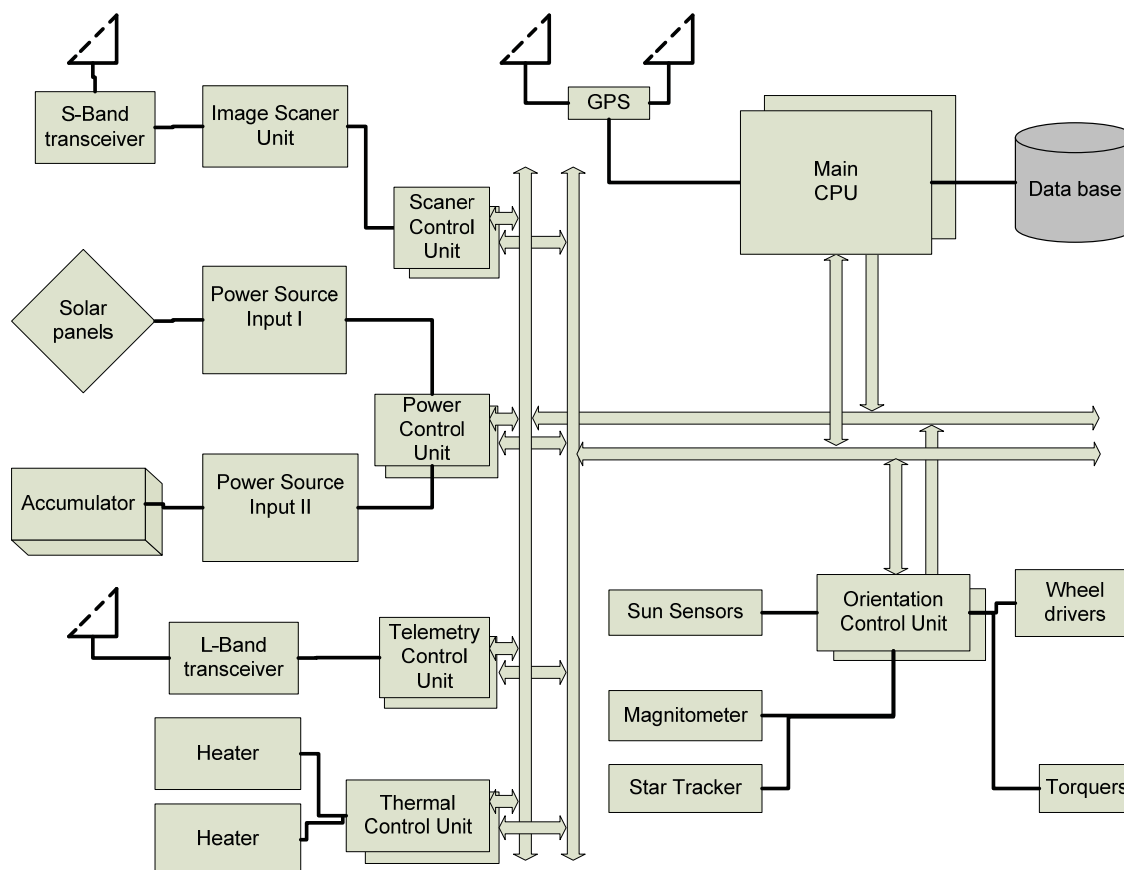 S-Band
transceiver
Image Scaner
Unit
GPS
Main
CPU
Data base
Scaner
Control
Unit
Solar
panels
Power Source
Input I
Power
Control
Unit
Accumulator
Power Source
Input II
L-Band
transceiver
Telemetry
Control
Unit
Sun Sensors
Orientation
Control Unit
Wheel
drivers
Magnitometer
Heater
Star Tracker
Torquers
Thermal
Control Unit
Heater